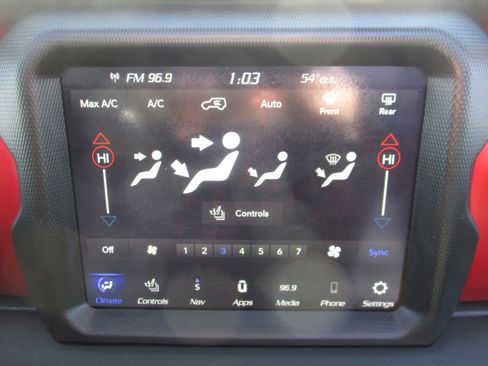 FM 96.9 1:03 54° out
Max A/C A/C Auto Front Rear
HI HI
Controls
Off 1 2 3 4 5 6 7 Sync
S ū 96.9
Climate Controls Nav Apps Media Phone Settings